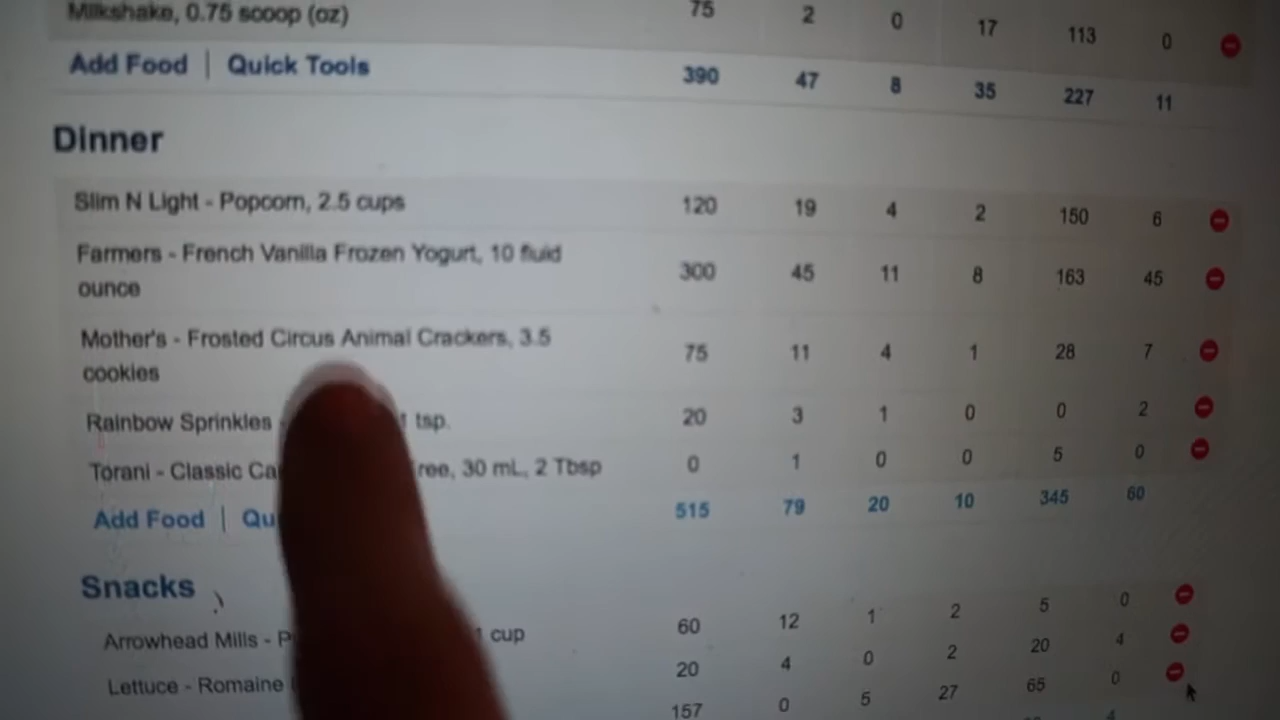 Milkshake, 0.75 scoop (oz) 75 2 0 17 113 0
Add Food | Quick Tools 390 47 8 35 227 11
Dinner
Slim N Light - Popcorn, 2.5 cups 120 19 4 2 150 6
Farmers - French Vanilla Frozen Yogurt, 10 fluid
ounce 300 45 11 8 163 45
Mother's - Frosted Circus Animal Crackers, 3.5
cookies 75 11 4 1 28 7
Rainbow Sprinkles tsp. 20 3 1 0 0 2
Torani - Classic 30 mL, 2 Tbsp 0 1 0 0 5 0
Add Food | 515 79 20 10 345 60
Snacks
Arrowhead Mills - 1 cup 60 12 1 2 5 0
Lettuce - Romaine 20 4 0 2 20 4
157 0 5 27 65 0